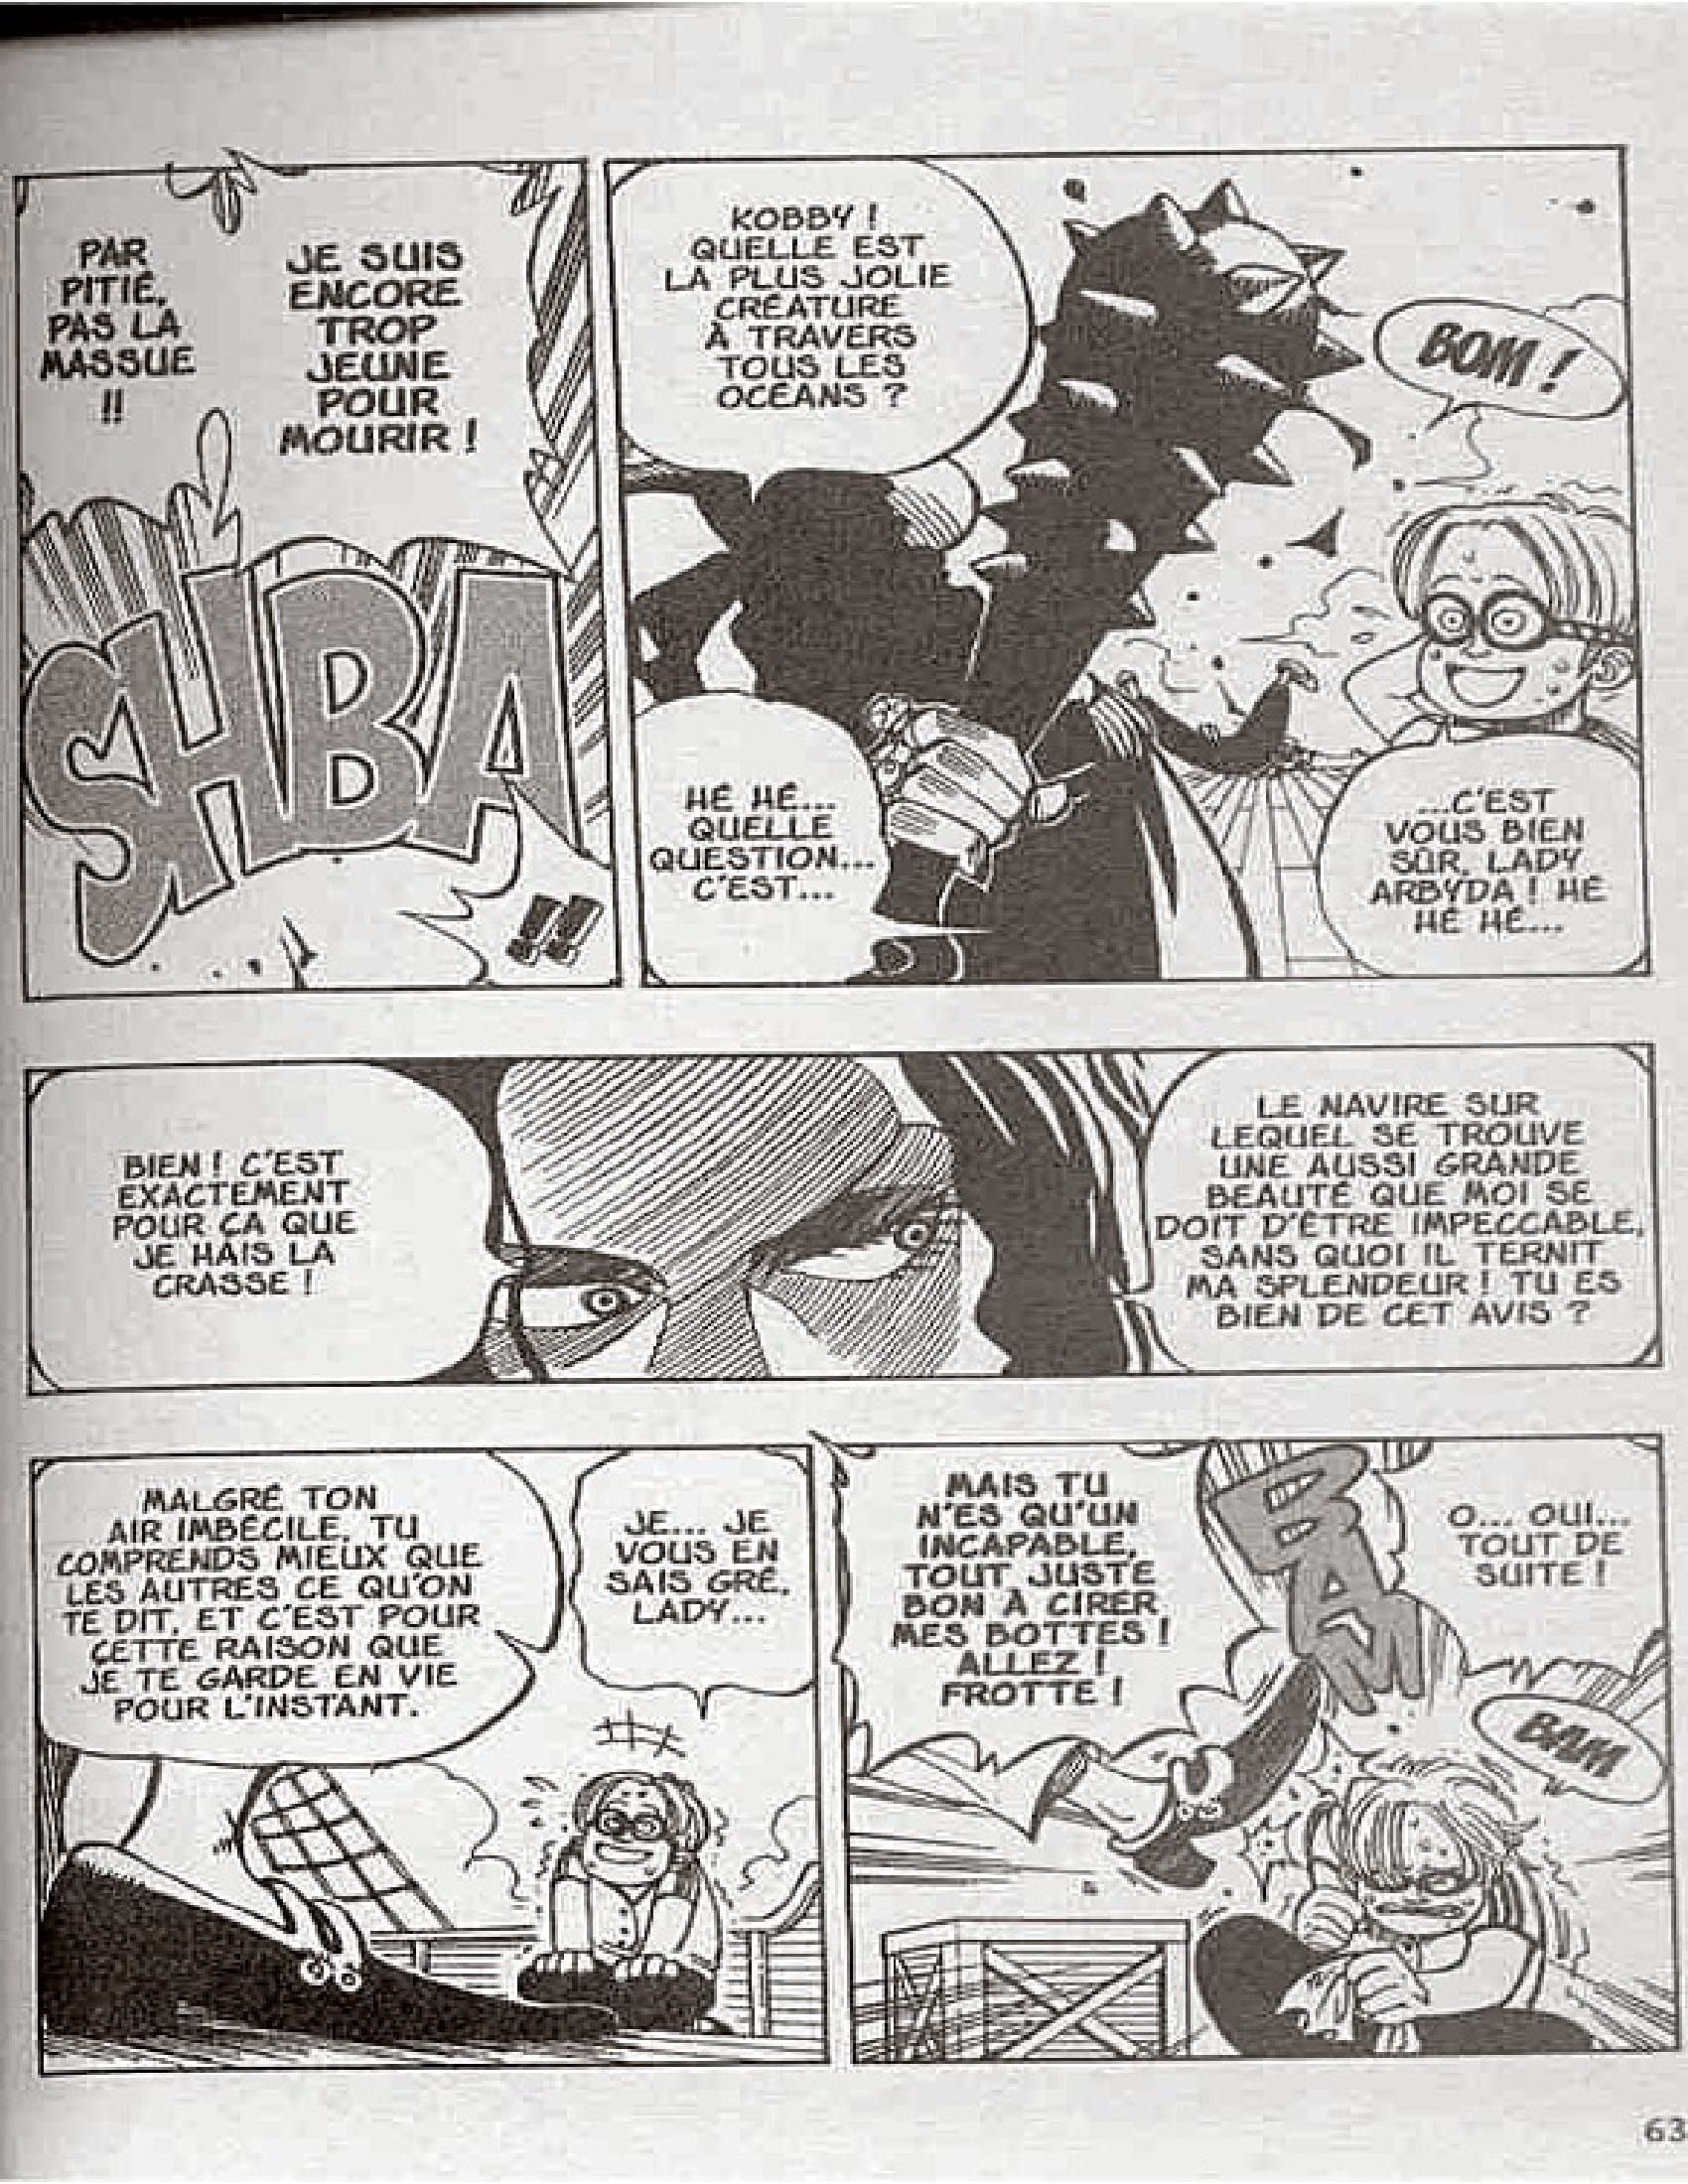 PAR
PITIÉ,
PAS LA
MASSUE
!!
JE SUIS
ENCORE
TROP
JEUNE
POUR
MOURIR !
SHBA
!!
KOBBY !
QUELLE EST
LA PLUS JOLIE
CRÉATURE
À TRAVERS
TOUS LES
OCÉANS ?
BOM !
HÉ HÉ...
QUELLE
QUESTION...
C'EST...
...C'EST
VOUS BIEN
SÛR, LADY
ARBYDA ! HÉ
HÉ HÉ...
BIEN ! C'EST
EXACTEMENT
POUR ÇA QUE
JE HAIS LA
CRASSE !
LE NAVIRE SUR
LEQUEL SE TROUVE
UNE AUSSI GRANDE
BEAUTÉ QUE MOI SE
DOIT D'ÊTRE IMPECCABLE,
SANS QUOI IL TERNIT
MA SPLENDEUR ! TU ES
BIEN DE CET AVIS ?
MALGRÉ TON
AIR IMBÉCILE, TU
COMPRENDS MIEUX QUE
LES AUTRES CE QU'ON
TE DIT, ET C'EST POUR
CETTE RAISON QUE
JE TE GARDE EN VIE
POUR L'INSTANT.
JE... JE
VOUS EN
SAIS GRÉ,
LADY...
MAIS TU
N'ES QU'UN
INCAPABLE,
TOUT JUSTE
BON À CIRER
MES BOTTES !
ALLEZ !
FROTTE !
BAM
O... OUI...
TOUT DE
SUITE !
BAM
63